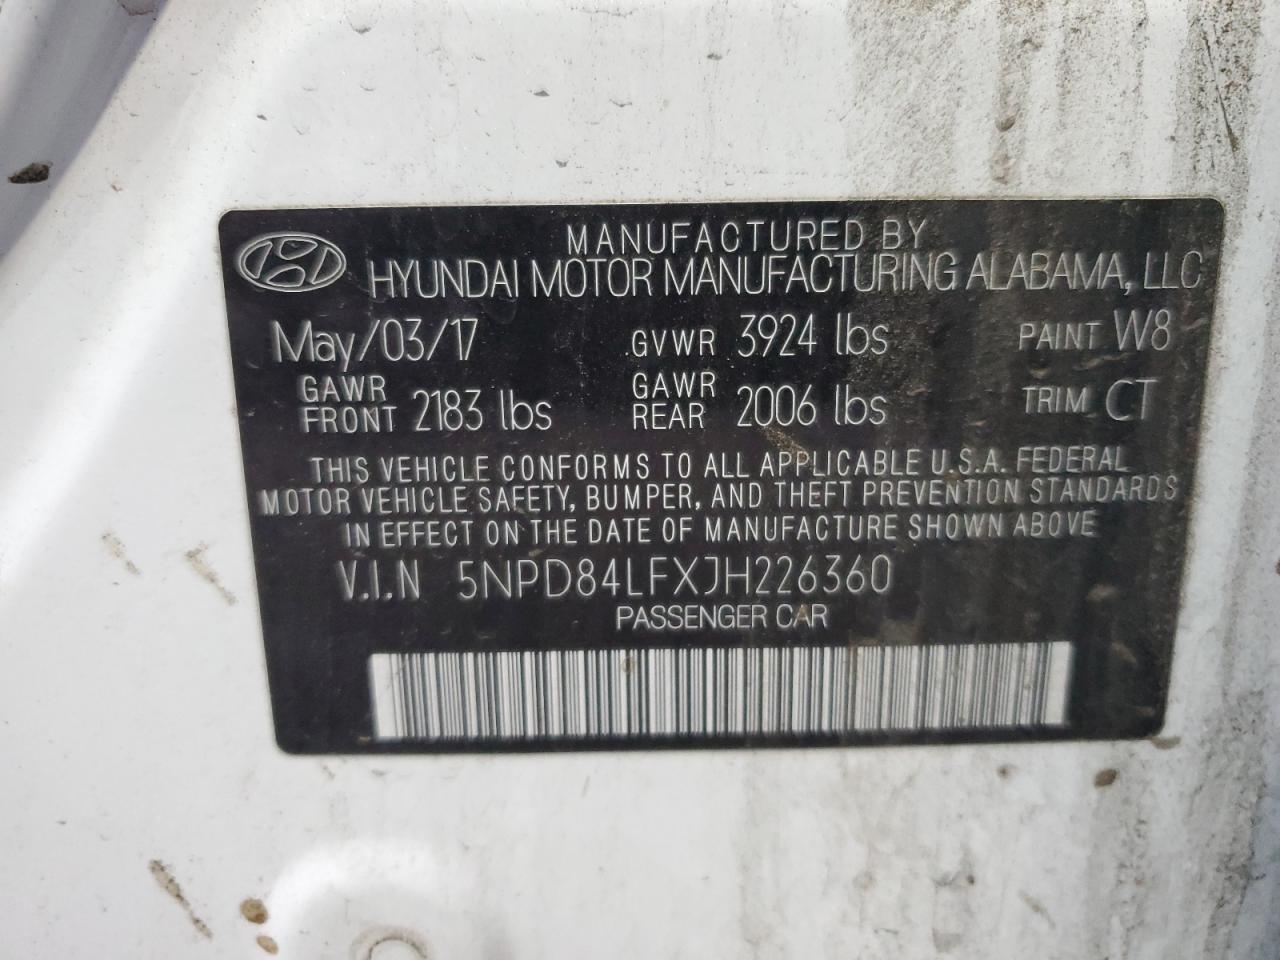 MANUFACTURED BY
HYUNDAI MOTOR MANUFACTURING ALABAMA, LLC
May/03/17 GVWR 3924 lbs PAINT W8
GAWR FRONT 2183 lbs GAWR REAR 2006 lbs TRIM CT
THIS VEHICLE CONFORMS TO ALL APPLICABLE U.S.A. FEDERAL
MOTOR VEHICLE SAFETY, BUMPER, AND THEFT PREVENTION STANDARDS
IN EFFECT ON THE DATE OF MANUFACTURE SHOWN ABOVE
V.I.N 5NPD84LFXJH226360
PASSENGER CAR